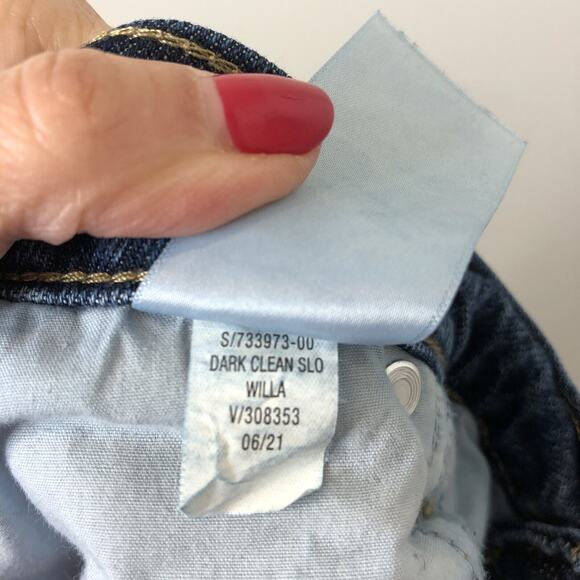 S/733973-00
DARK CLEAN SLO
WILLA
V/308353
06/21